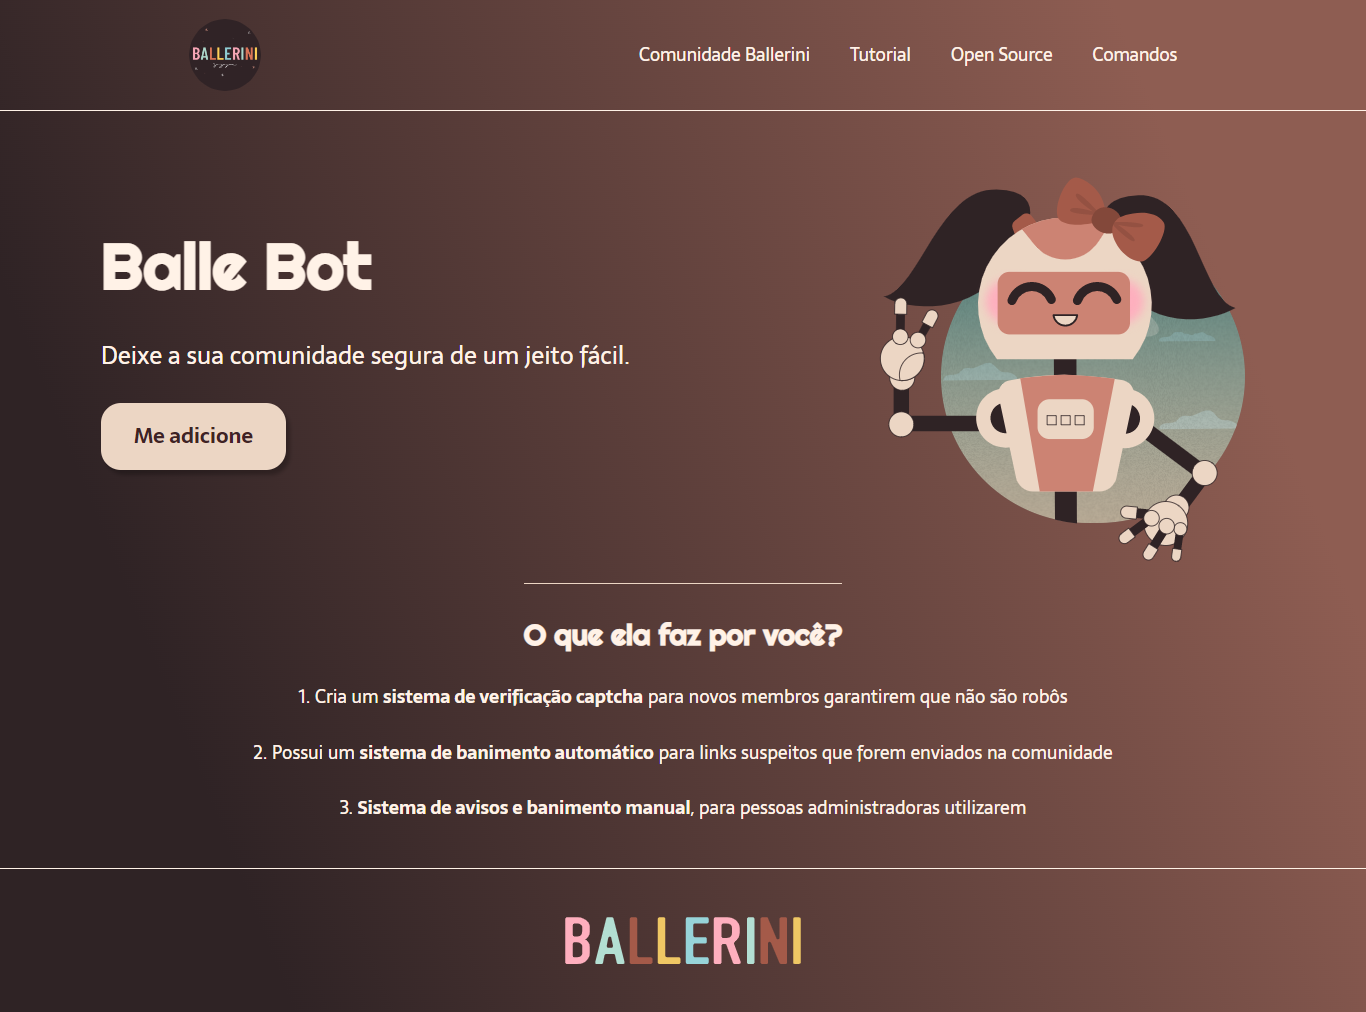 BALLERINI
Comunidade Ballerini
Tutorial
Open Source
Comandos
Balle Bot
Deixe a sua comunidade segura de um jeito fácil.
Me adicione
O que ela faz por você?
1. Cria um sistema de verificação captcha para novos membros garantirem que não são robôs
2. Possui um sistema de banimento automático para links suspeitos que forem enviados na comunidade
3. Sistema de avisos e banimento manual, para pessoas administradoras utilizarem
BALLERINI